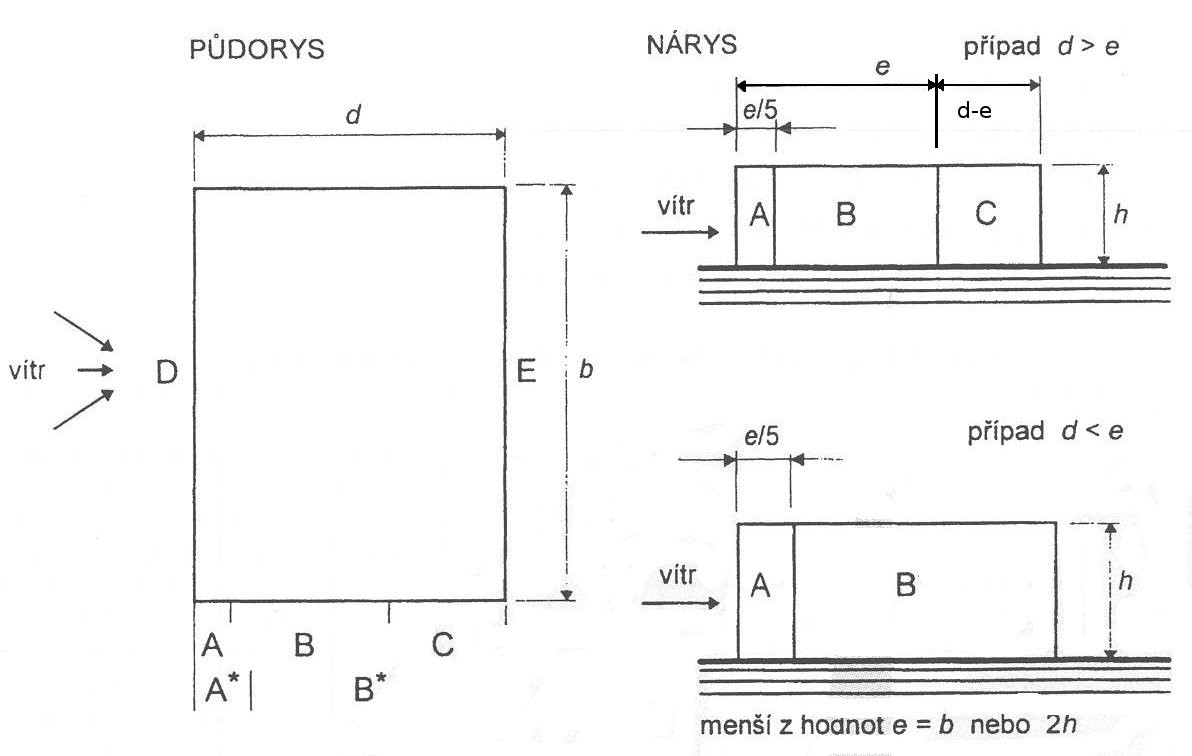 PŮDORYS
d
vítr
D
E
b
A B C
A* B*
NÁRYS
případ d > e
e
e/5
d-e
vítr
A B C
h
případ d < e
e/5
vítr
A B
h
menší z hodnot e = b nebo 2h